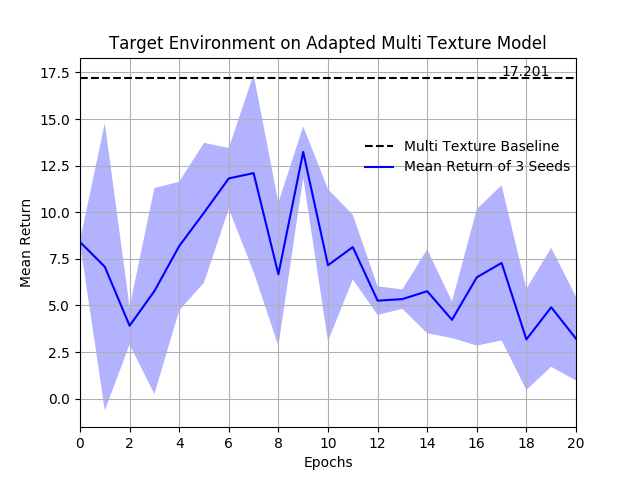 Target Environment on Adapted Multi Texture Model
17.5
17.201
15.0
Multi Texture Baseline
12.5
Mean Return of 3 Seeds
10.0
Mean Return
7.5
5.0
2.5
0.0
0 2 4 6 8 10 12 14 16 18 20
Epochs